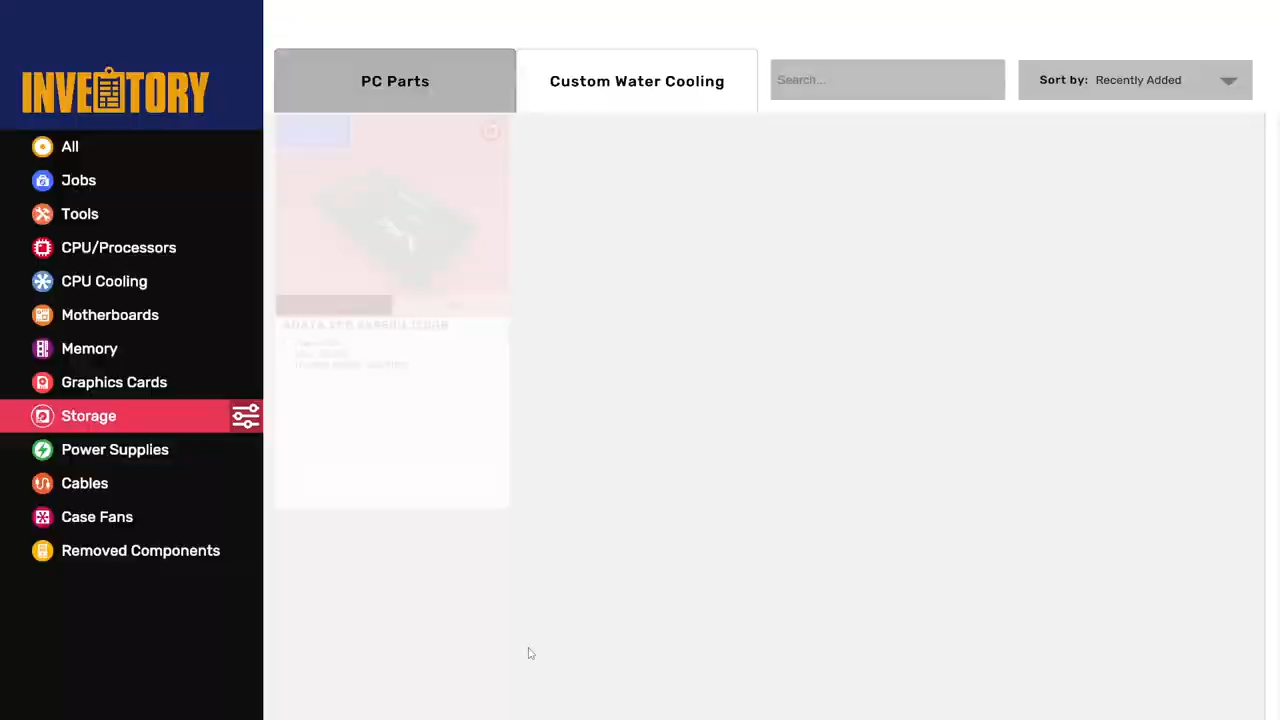 INVENTORY
PC Parts
Custom Water Cooling
Search...
Sort by: Recently Added
All
Jobs
Tools
CPU/Processors
CPU Cooling
Motherboards
Memory
Graphics Cards
Storage
Power Supplies
Cables
Case Fans
Removed Components